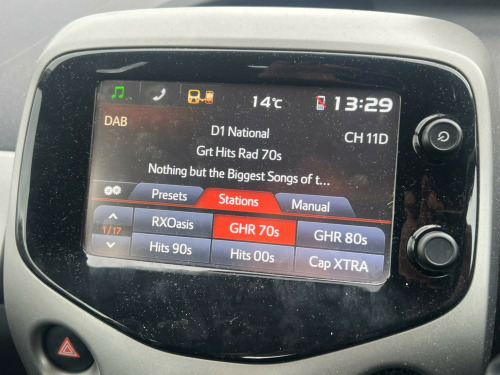 14°C 13:29
DAB
D1 National
CH 11D
Grt Hits Rad 70s
Nothing but the Biggest Songs of t...
Presets Stations Manual
1/17
RXOasis GHR 70s GHR 80s
Hits 90s Hits 00s Cap XTRA